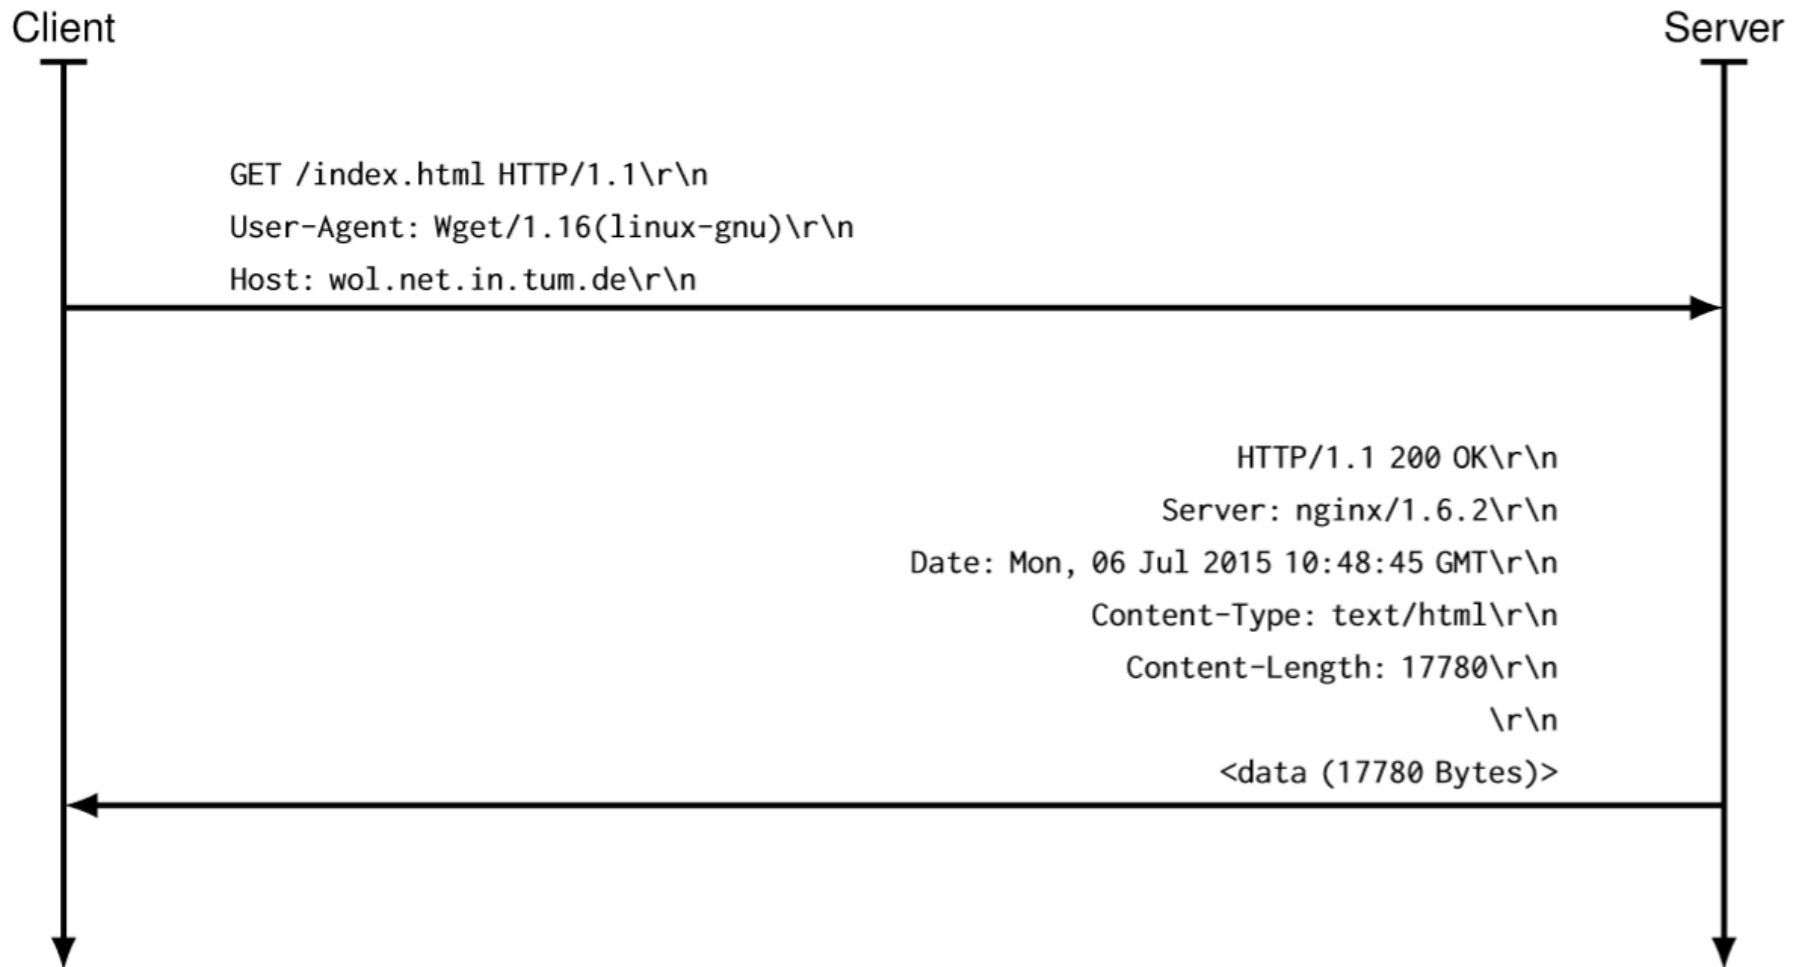 Client
Server
GET /index.html HTTP/1.1\r\n
User-Agent: Wget/1.16(linux-gnu)\r\n
Host: wol.net.in.tum.de\r\n
HTTP/1.1 200 OK\r\n
Server: nginx/1.6.2\r\n
Date: Mon, 06 Jul 2015 10:48:45 GMT\r\n
Content-Type: text/html\r\n
Content-Length: 17780\r\n
\r\n
<data (17780 Bytes)>